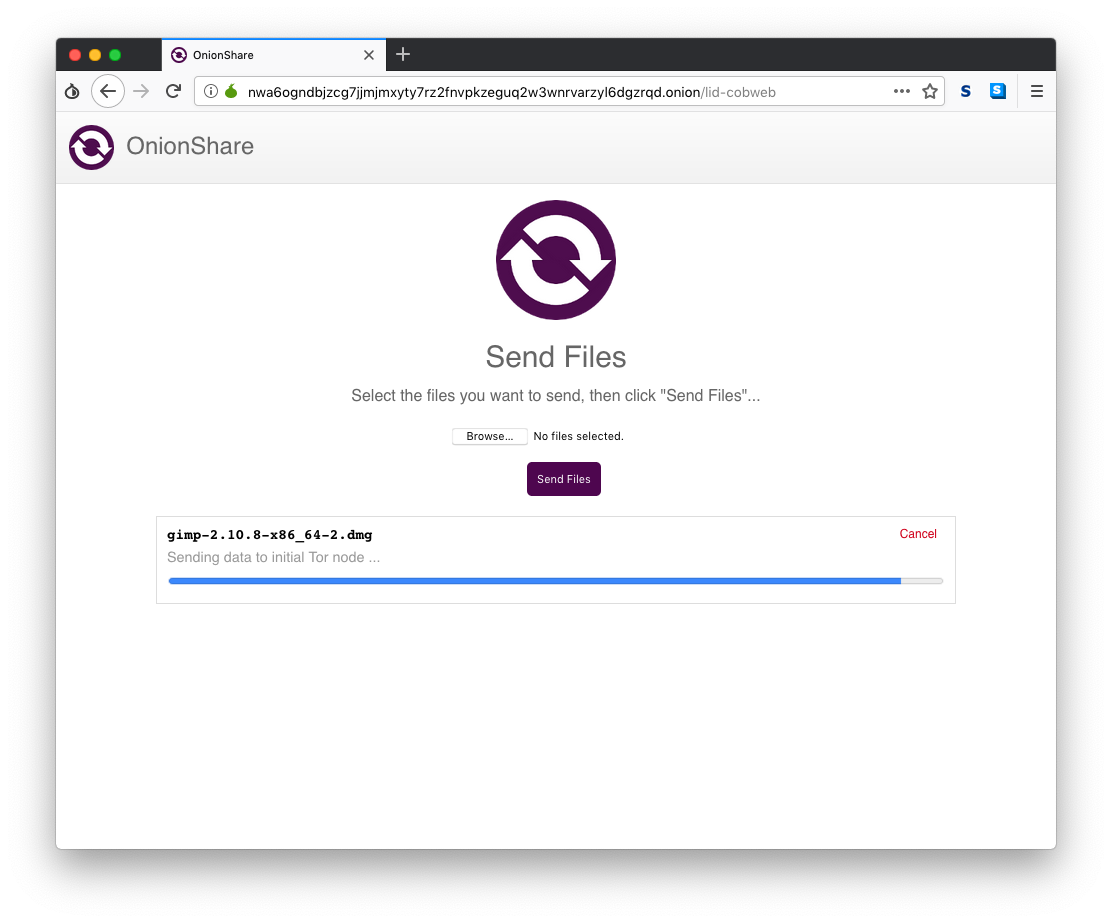 OnionShare
nwa6ogndbjzcg7jjmjmxyty7rz2fnvpkzeguq2w3wnrvarzyl6dgzrqd.onion/lid-cobweb
S
S
OnionShare
Send Files
Select the files you want to send, then click "Send Files"...
Browse... No files selected.
Send Files
gimp-2.10.8-x86_64-2.dmg Cancel
Sending data to initial Tor node ...